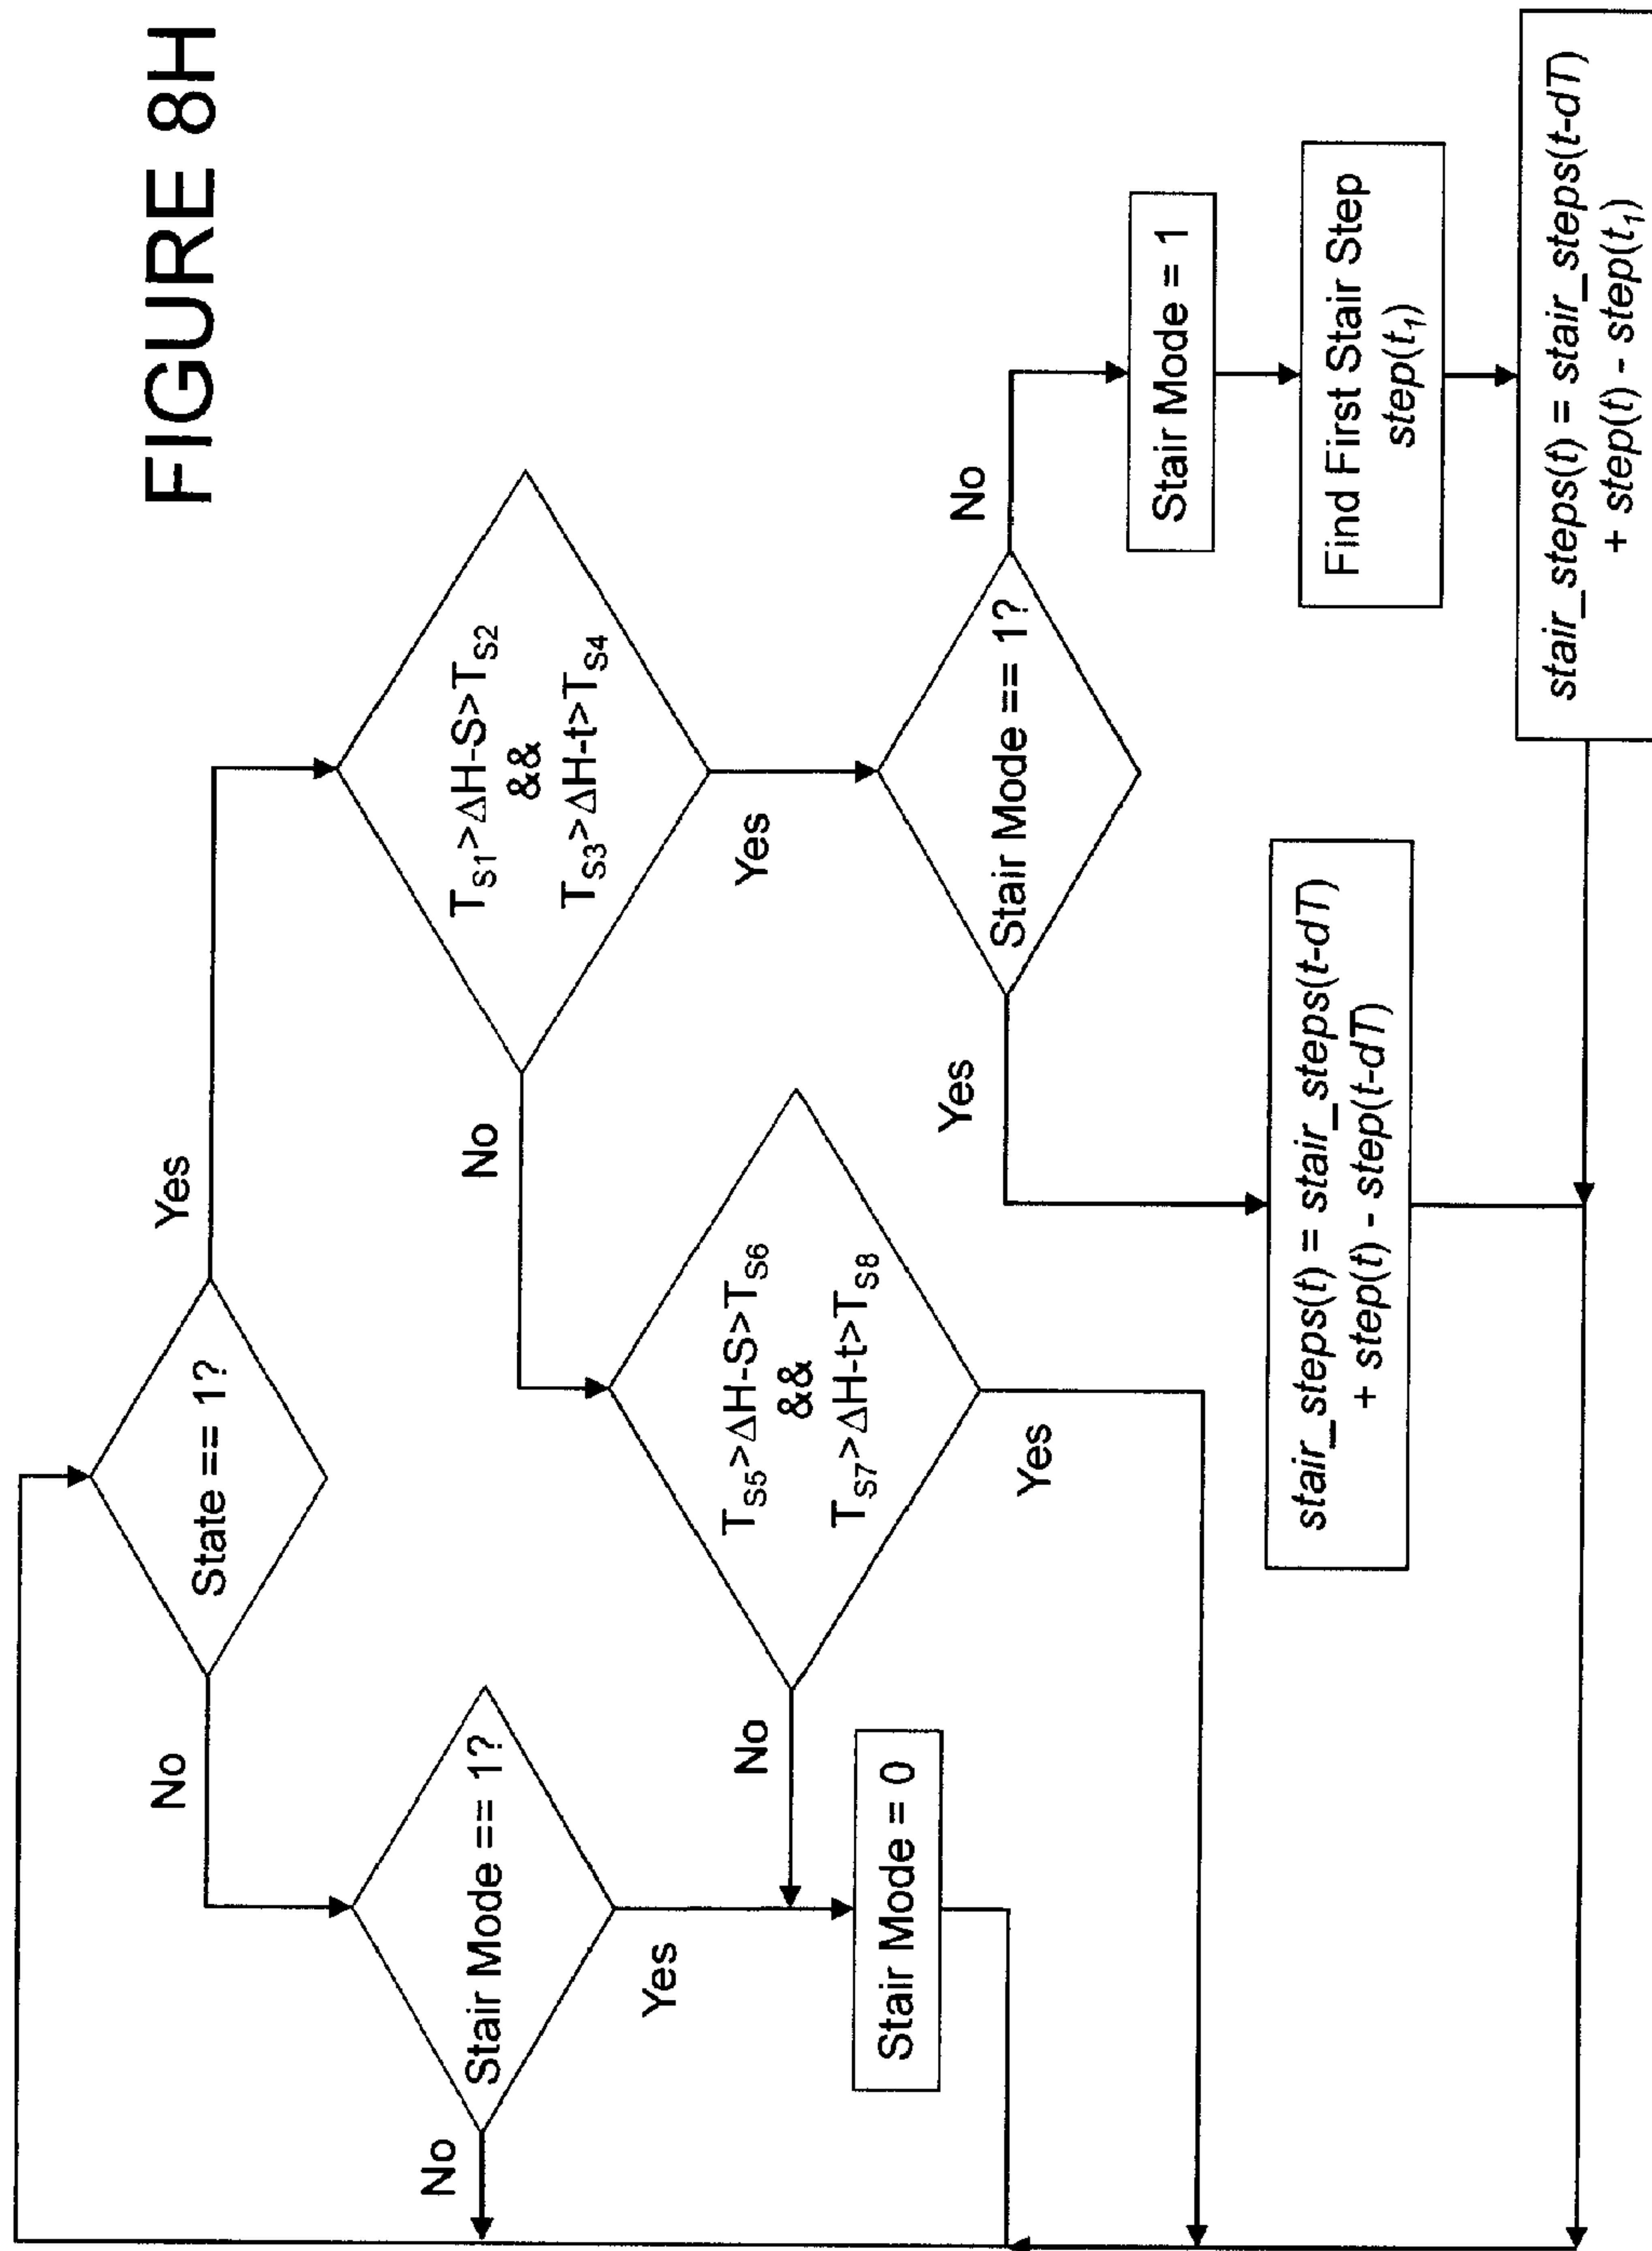 FIGURE 8H
State == 1?
No
Yes
Stair Mode == 1?
No
Yes
T_S1>ΔH-S>T_S2
&&
T_S3>ΔH-t>T_S4
No
Yes
T_S5>ΔH-S>T_S6
&&
T_S7>ΔH-t>T_S8
No
Yes
Stair Mode = 0
Stair Mode == 1?
Yes
No
stair_steps(t) = stair_steps(t-dT)
+ step(t) - step(t-dT)
Stair Mode = 1
Find First Stair Step
step(t₁)
stair_steps(t) = stair_steps(t-dT)
+ step(t) - step(t₁)